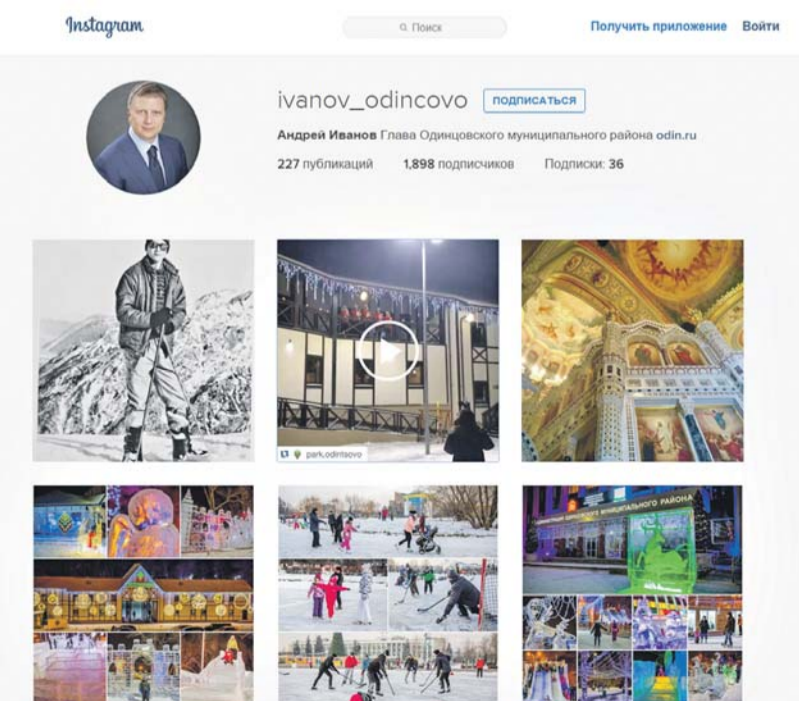 Instagram
Поиск
Получить приложение Войти
ivanov_odincovo ПОДПИСАТЬСЯ
Андрей Иванов Глава Одинцовского муниципального района odin.ru
227 публикаций 1,898 подписчиков Подписки: 36
park.odintsovo
АДМИНИСТРАЦИЯ ОДИНЦОВСКОГО МУНИЦИПАЛЬНОГО РАЙОНА